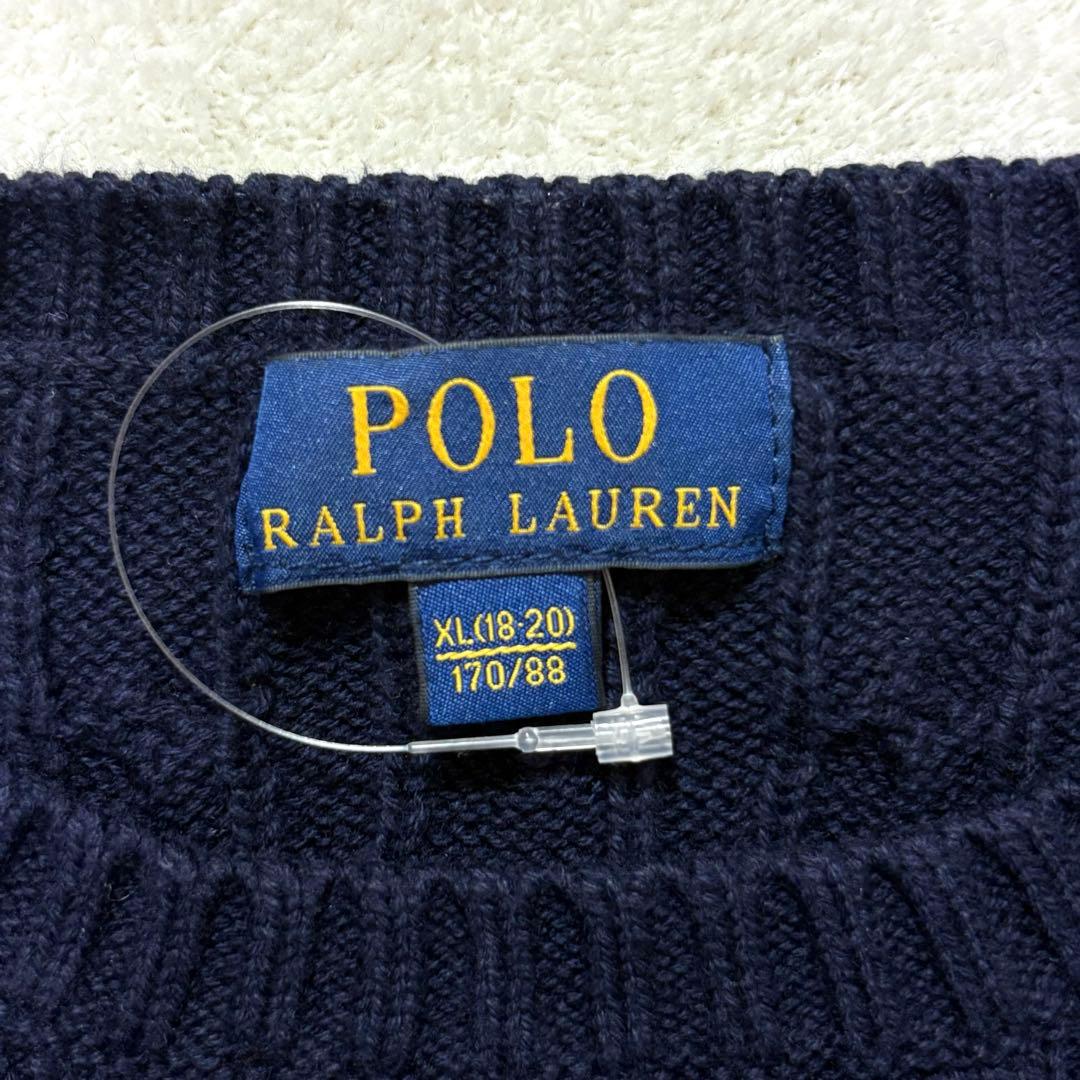 POLO
RALPH LAUREN
XL(18-20)
170/88